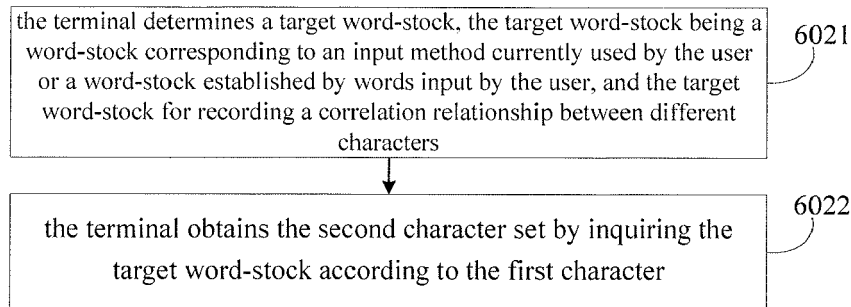 the terminal determines a target word-stock, the target word-stock being a
word-stock corresponding to an input method currently used by the user
or a word-stock established by words input by the user, and the target
word-stock for recording a correlation relationship between different
characters
6021
the terminal obtains the second character set by inquiring the
target word-stock according to the first character
6022